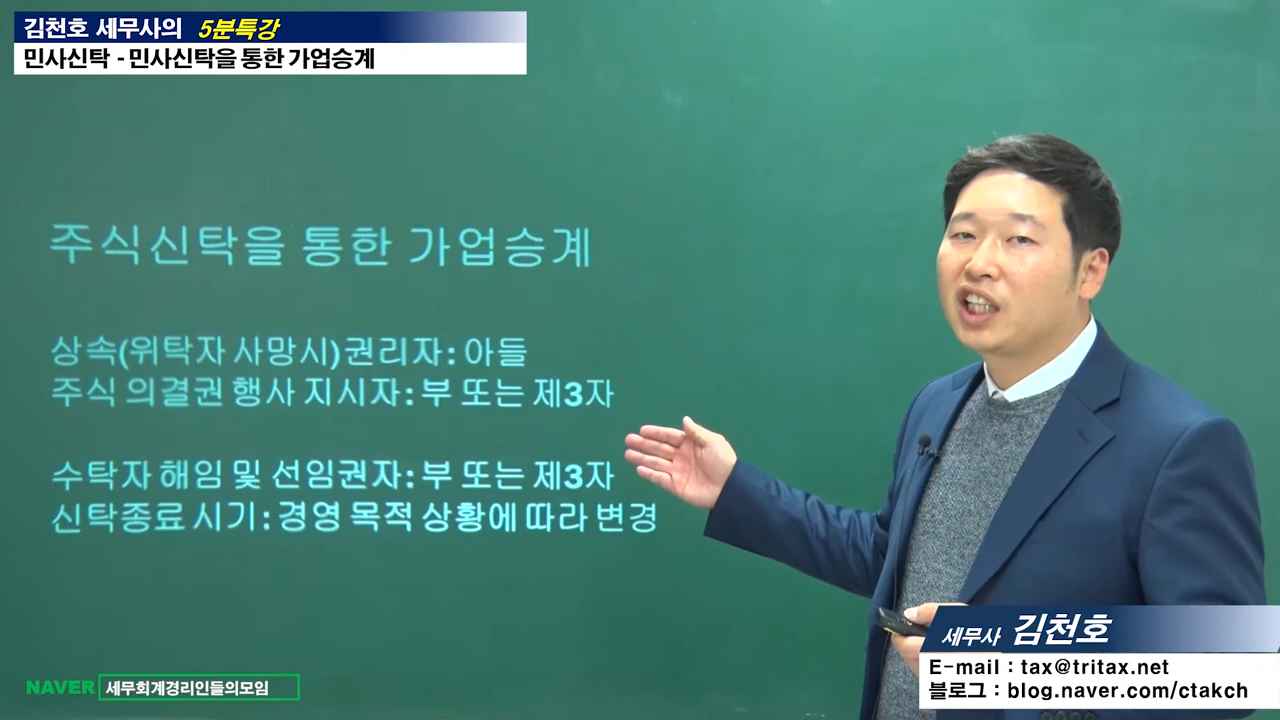 김천호 세무사의 5분특강
민사신탁 - 민사신탁을 통한 가업승계
주식신탁을 통한 가업승계
상속(위탁자 사망시) 권리자 : 아들
주식 의결권 행사 지시자 : 부 또는 제3자
수탁자 해임 및 선임권자 : 부 또는 제3자
신탁종료 시기 : 경영 목적 상황에 따라 변경
세무사 김천호
E-mail : tax@tritax.net
블로그 : blog.naver.com/ctakch
NAVER 세무회계경리인들의모임